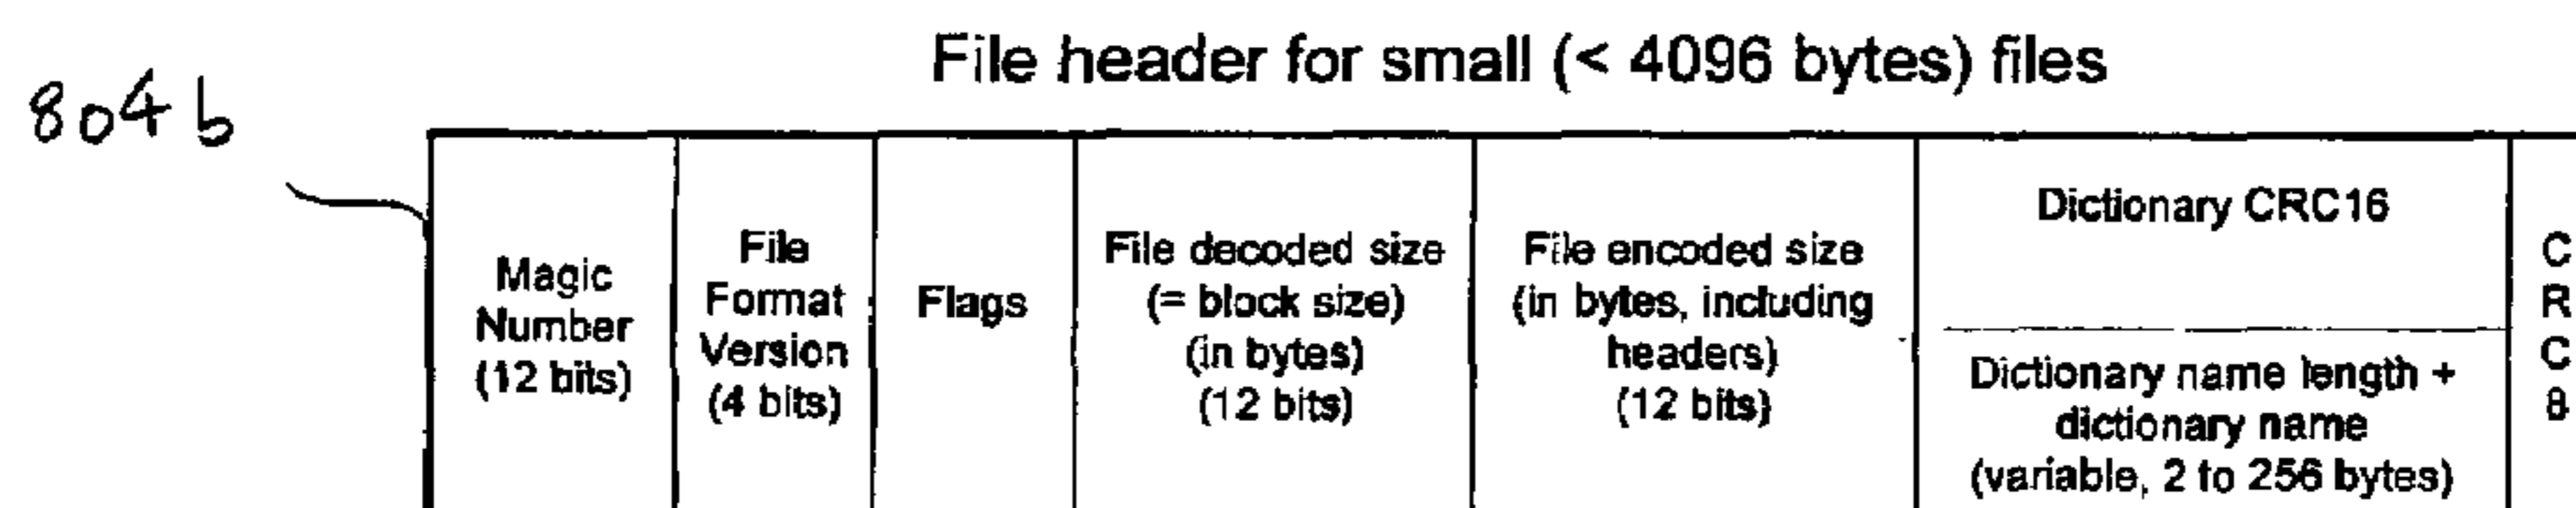 File header for small (< 4096 bytes) files
804b
Magic
Number
(12 bits)
File
Format
Version
(4 bits)
Flags
File decoded size
(= block size)
(in bytes)
(12 bits)
File encoded size
(in bytes, including
headers)
(12 bits)
Dictionary CRC16
Dictionary name length +
dictionary name
(variable, 2 to 256 bytes)
C
R
C
8